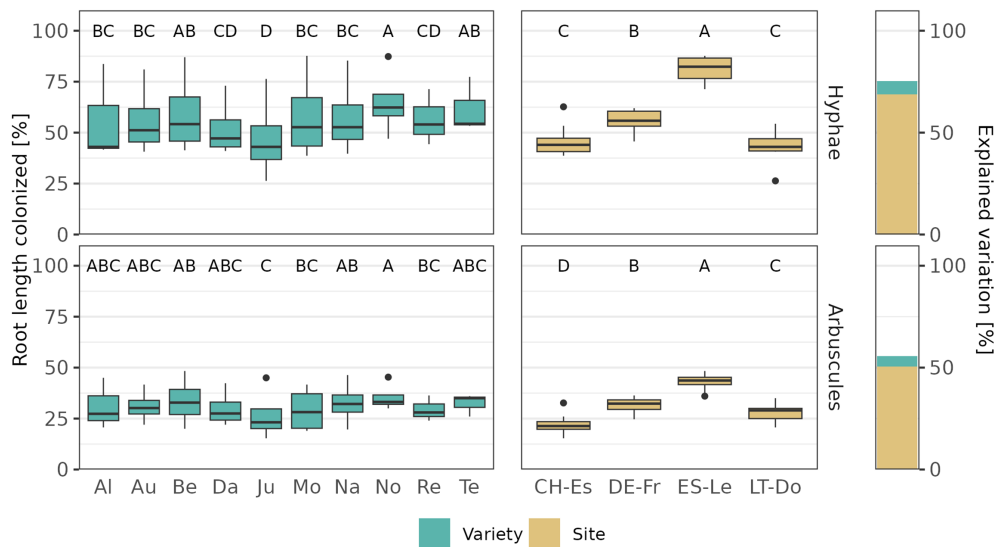 100 BC BC AB CD D BC BC A CD AB C B A C 100
75
50 50
25
0 0
Hyphae
100 ABC ABC AB ABC C BC AB A BC ABC D B A C 100
75
50 50
25
0 0
Arbuscules
Root length colonized [%]
Explained variation [%]
Al Au Be Da Ju Mo Na No Re Te CH-Es DE-Fr ES-Le LT-Do
Variety Site